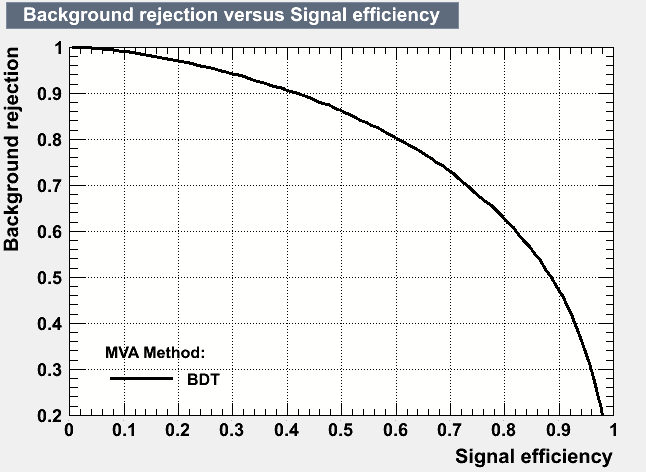 Background rejection versus Signal efficiency
Background rejection
1
0.9
0.8
0.7
0.6
0.5
0.4
0.3
0.2
MVA Method:
BDT
0 0.1 0.2 0.3 0.4 0.5 0.6 0.7 0.8 0.9 1
Signal efficiency